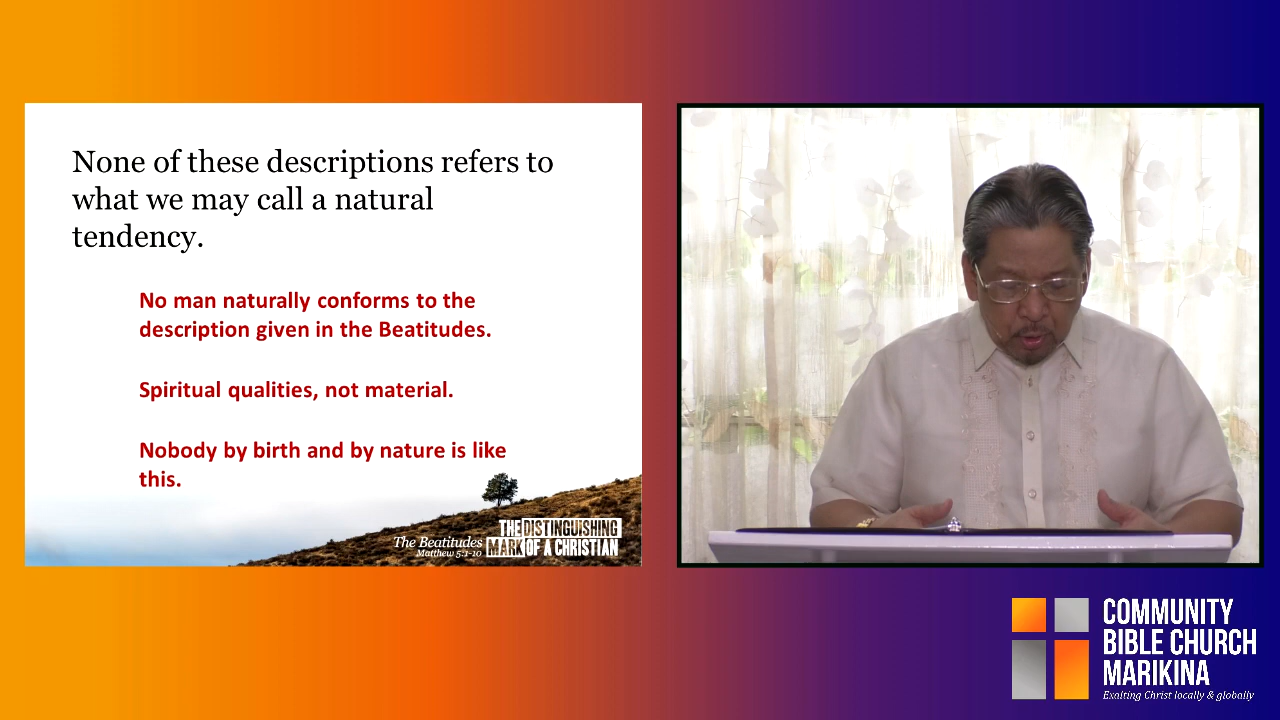 None of these descriptions refers to
what we may call a natural
tendency.
No man naturally conforms to the
description given in the Beatitudes.
Spiritual qualities, not material.
Nobody by birth and by nature is like
this.
The Beatitudes
Matthew 5:1-10
THE DISTINGUISHING
MARK OF A CHRISTIAN
COMMUNITY
BIBLE CHURCH
MARIKINA
Exalting Christ locally & globally